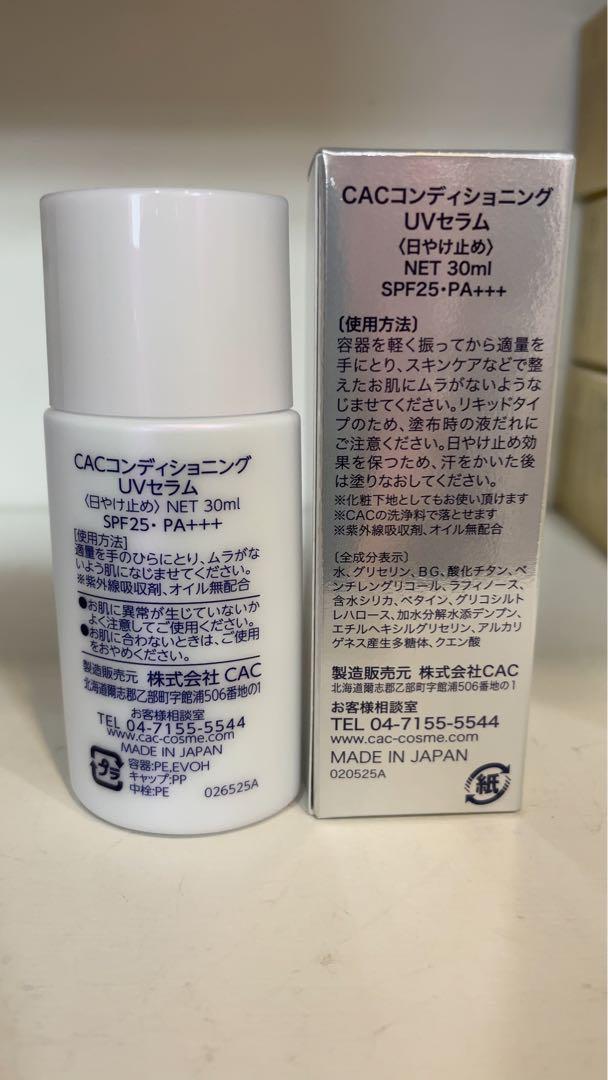 CACコンディショニング
UVセラム
〈日やけ止め〉 NET 30ml
SPF25・ PA+++
[使用方法]
適量を手のひらにとり、ムラがな
いよう肌になじませてください。
※紫外線吸収剤、オイル無配合
●お肌に異常が生じていないか
よく注意してご使用ください。
●お肌に合わないときは、ご使用
をおやめください。
製造販売元 株式会社 CAC
北海道爾志郡乙部町字館浦506番地の1
お客様相談室
TEL 04-7155-5544
www.cac-cosme.com
MADE IN JAPAN
プラ
容器:PE,EVOH
キャップ:PP
中栓:PE
026525A
CACコンディショニング
UVセラム
〈日やけ止め〉
NET 30ml
SPF25・PA+++
〔使用方法〕
容器を軽く振ってから適量を
手にとり、スキンケアなどで整
えたお肌にムラがないような
じませてください。リキッドタイ
プのため、塗布時の液だれに
ご注意ください。日やけ止め効
果を保つため、汗をかいた後
は塗りなおしてください。
※化粧下地としてもお使い頂けます
※CACの洗浄料で落とせます
※紫外線吸収剤、オイル無配合
〔全成分表示〕
水、グリセリン、BG、酸化チタン、ペ
ンチレングリコール、ラフィノース、
含水シリカ、ベタイン、グリコシルト
レハロース、加水分解水添デンプン、
エチルヘキシルグリセリン、アルカリ
ゲネス産生多糖体、クエン酸
製造販売元 株式会社CAC
北海道爾志郡乙部町字館浦506番地の1
お客様相談室
TEL 04-7155-5544
www.cac-cosme.com
MADE IN JAPAN
020525A
紙